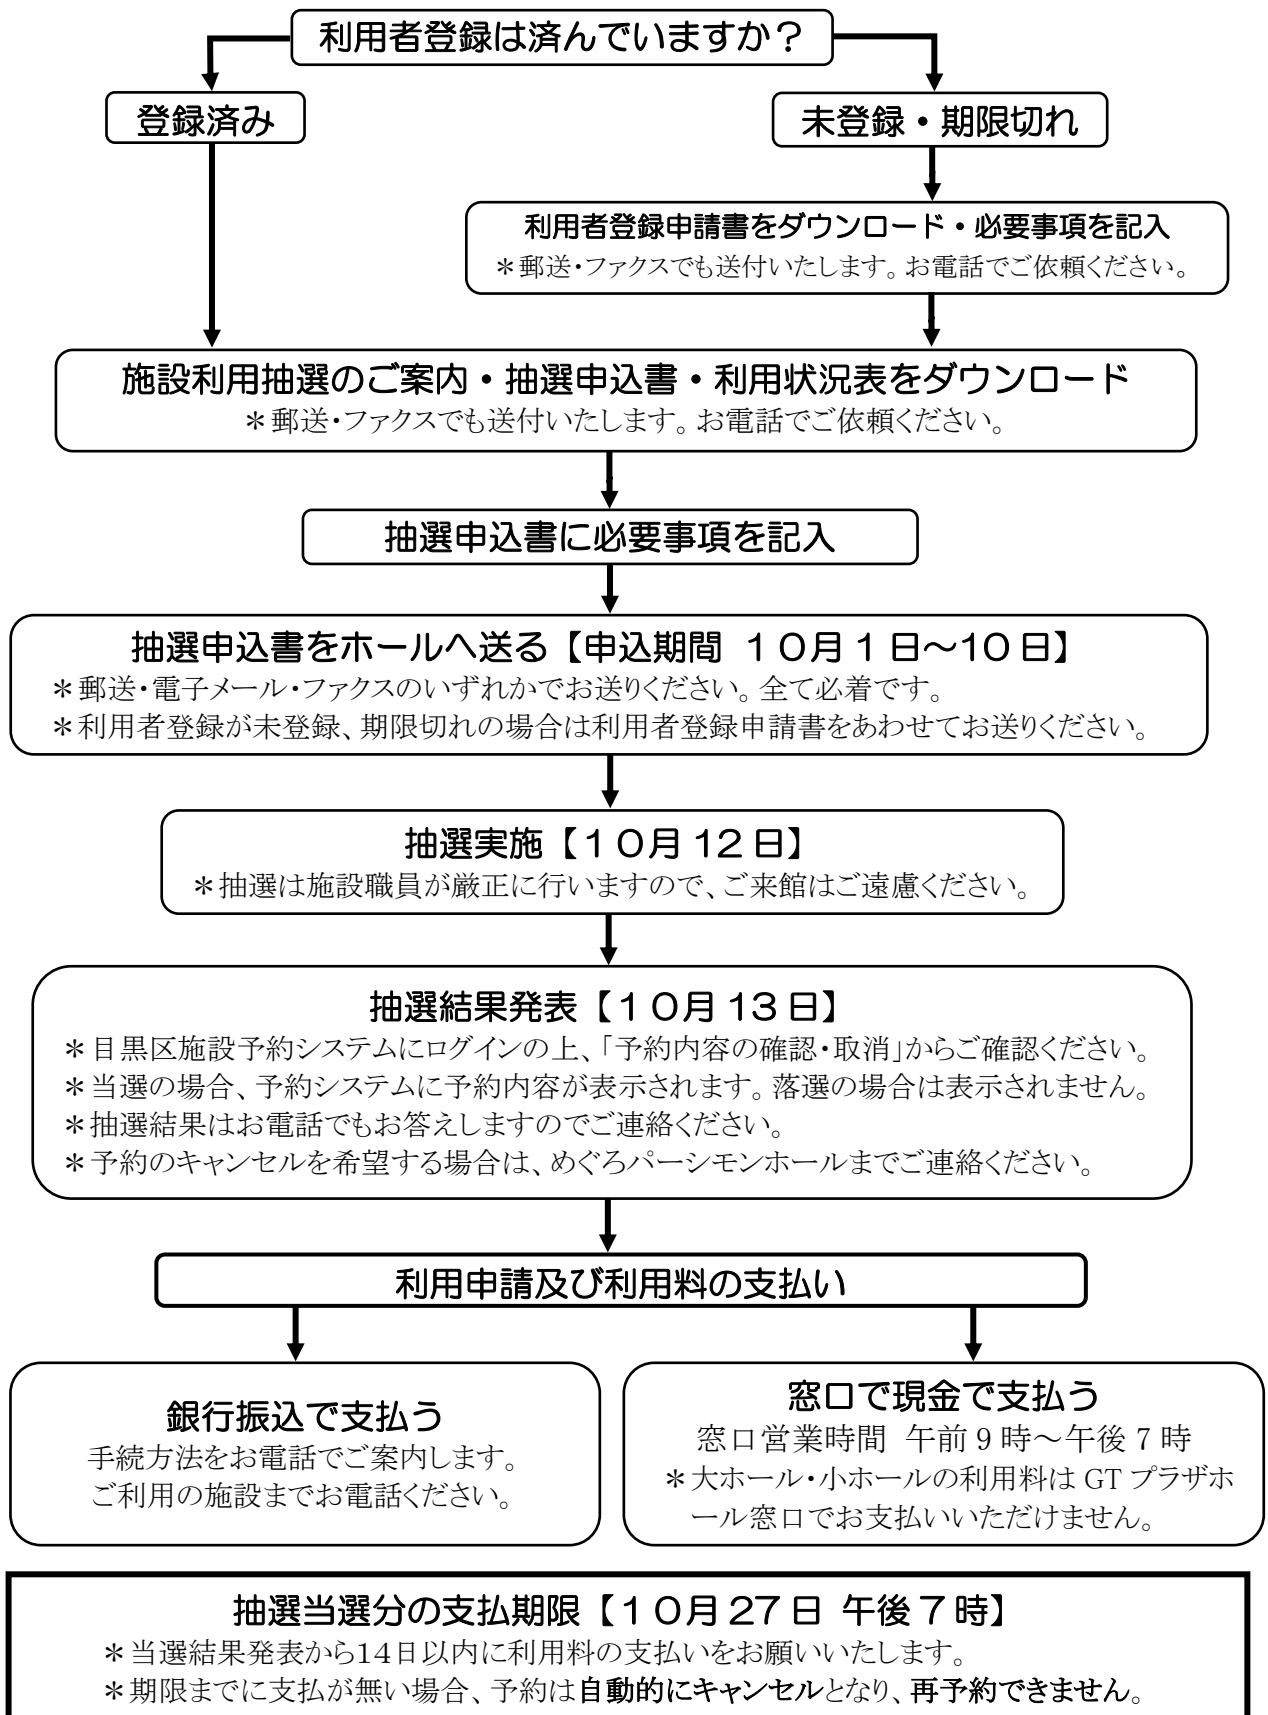 利用者登録は済んでいますか？
登録済み
未登録・期限切れ
利用者登録申請書をダウンロード・必要事項を記入
＊郵送・ファクスでも送付いたします。お電話でご依頼ください。
施設利用抽選のご案内・抽選申込書・利用状況表をダウンロード
＊郵送・ファクスでも送付いたします。お電話でご依頼ください。
抽選申込書に必要事項を記入
抽選申込書をホールへ送る【申込期間 １０月１日～10日】
＊郵送・電子メール・ファクスのいずれかでお送りください。全て必着です。
＊利用者登録が未登録、期限切れの場合は利用者登録申請書をあわせてお送りください。
抽選実施【１０月12日】
＊抽選は施設職員が厳正に行いますので、ご来館はご遠慮ください。
抽選結果発表【１０月13日】
＊目黒区施設予約システムにログインの上、「予約内容の確認・取消」からご確認ください。
＊当選の場合、予約システムに予約内容が表示されます。落選の場合は表示されません。
＊抽選結果はお電話でもお答えしますのでご連絡ください。
＊予約のキャンセルを希望する場合は、めぐろパーシモンホールまでご連絡ください。
利用申請及び利用料の支払い
銀行振込で支払う
手続方法をお電話でご案内します。
ご利用の施設までお電話ください。
窓口で現金で支払う
窓口営業時間 午前9時～午後7時
＊大ホール・小ホールの利用料はGTプラザホ
ール窓口でお支払いいただけません。
抽選当選分の支払期限【１０月27日 午後７時】
＊当選結果発表から14日以内に利用料の支払いをお願いいたします。
＊期限までに支払が無い場合、予約は自動的にキャンセルとなり、再予約できません。